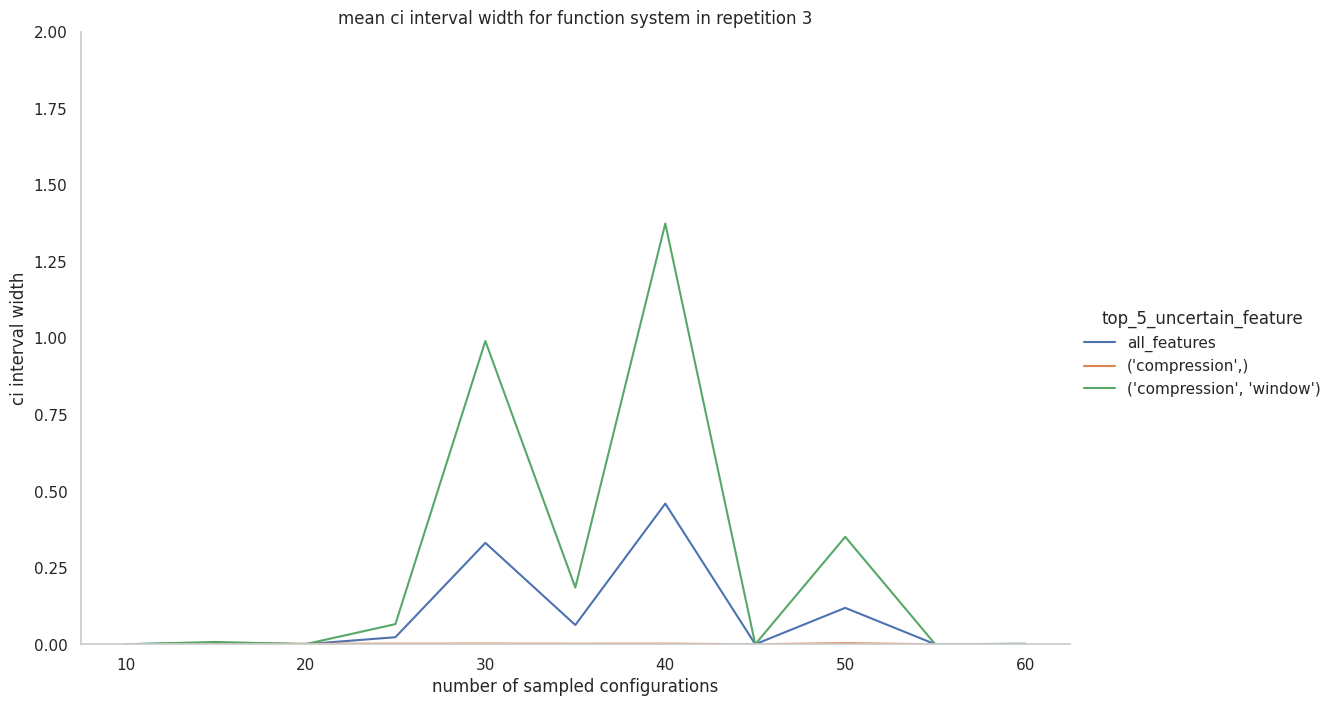 mean ci interval width for function system in repetition 3
2.00
1.75
1.50
1.25
1.00
0.75
0.50
0.25
0.00
ci interval width
10
20
30
40
50
60
number of sampled configurations
top_5_uncertain_feature
all_features
('compression',)
('compression', 'window')